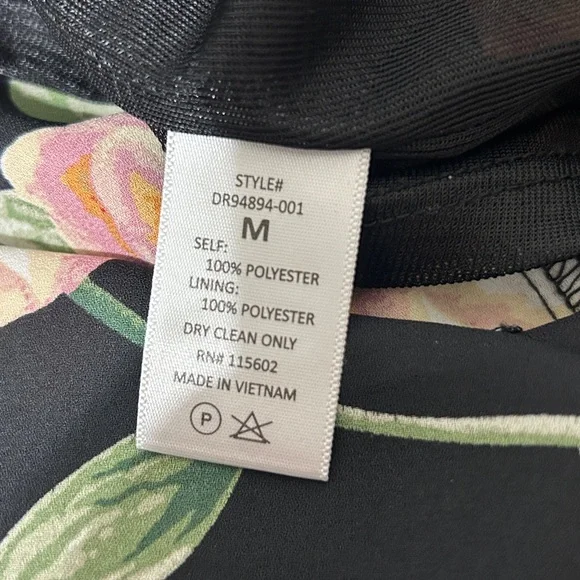 STYLE#
DR94894-001
M
SELF:
100% POLYESTER
LINING:
100% POLYESTER
DRY CLEAN ONLY
RN# 115602
MADE IN VIETNAM
P